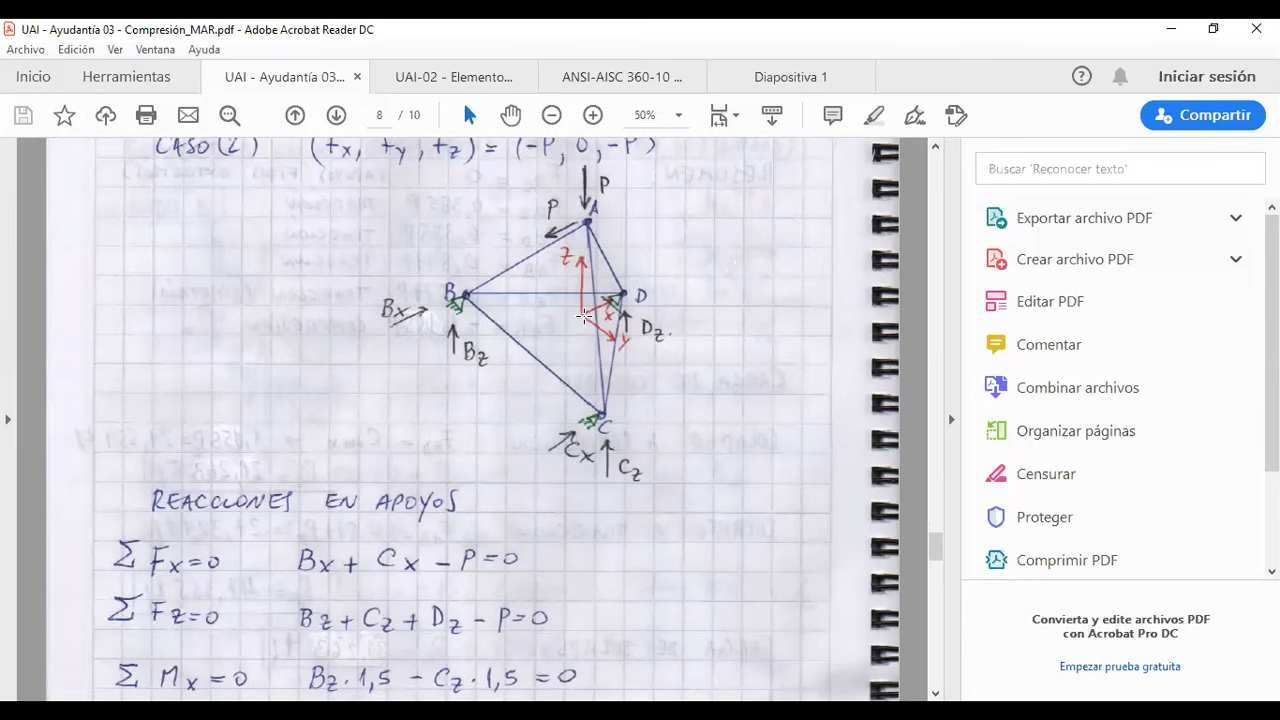 UAI - Ayudantía 03 - Compresión_MAR.pdf - Adobe Acrobat Reader DC
Archivo Edición Ver Ventana Ayuda
Inicio Herramientas UAI - Ayudantía 03... × UAI-02 - Elemento... ANSI-AISC 360-10 ... Diapositiva 1 Iniciar sesión
8 / 10 50% Compartir
CASO(2) (fx, fy, fz) = (-P, 0, -P)
P
P A
Z
B D
Bx x
Bz y Dz.
C
Cx Cz
REACCIONES EN APOYOS
ΣFx=0 Bx + Cx - P=0
ΣFz=0 Bz + Cz + Dz - P=0
ΣMx=0 Bz·1,5 - Cz·1,5 =0
Buscar 'Reconocer texto'
Exportar archivo PDF
Crear archivo PDF
Editar PDF
Comentar
Combinar archivos
Organizar páginas
Censurar
Proteger
Comprimir PDF
Convierta y edite archivos PDF
con Acrobat Pro DC
Empezar prueba gratuita